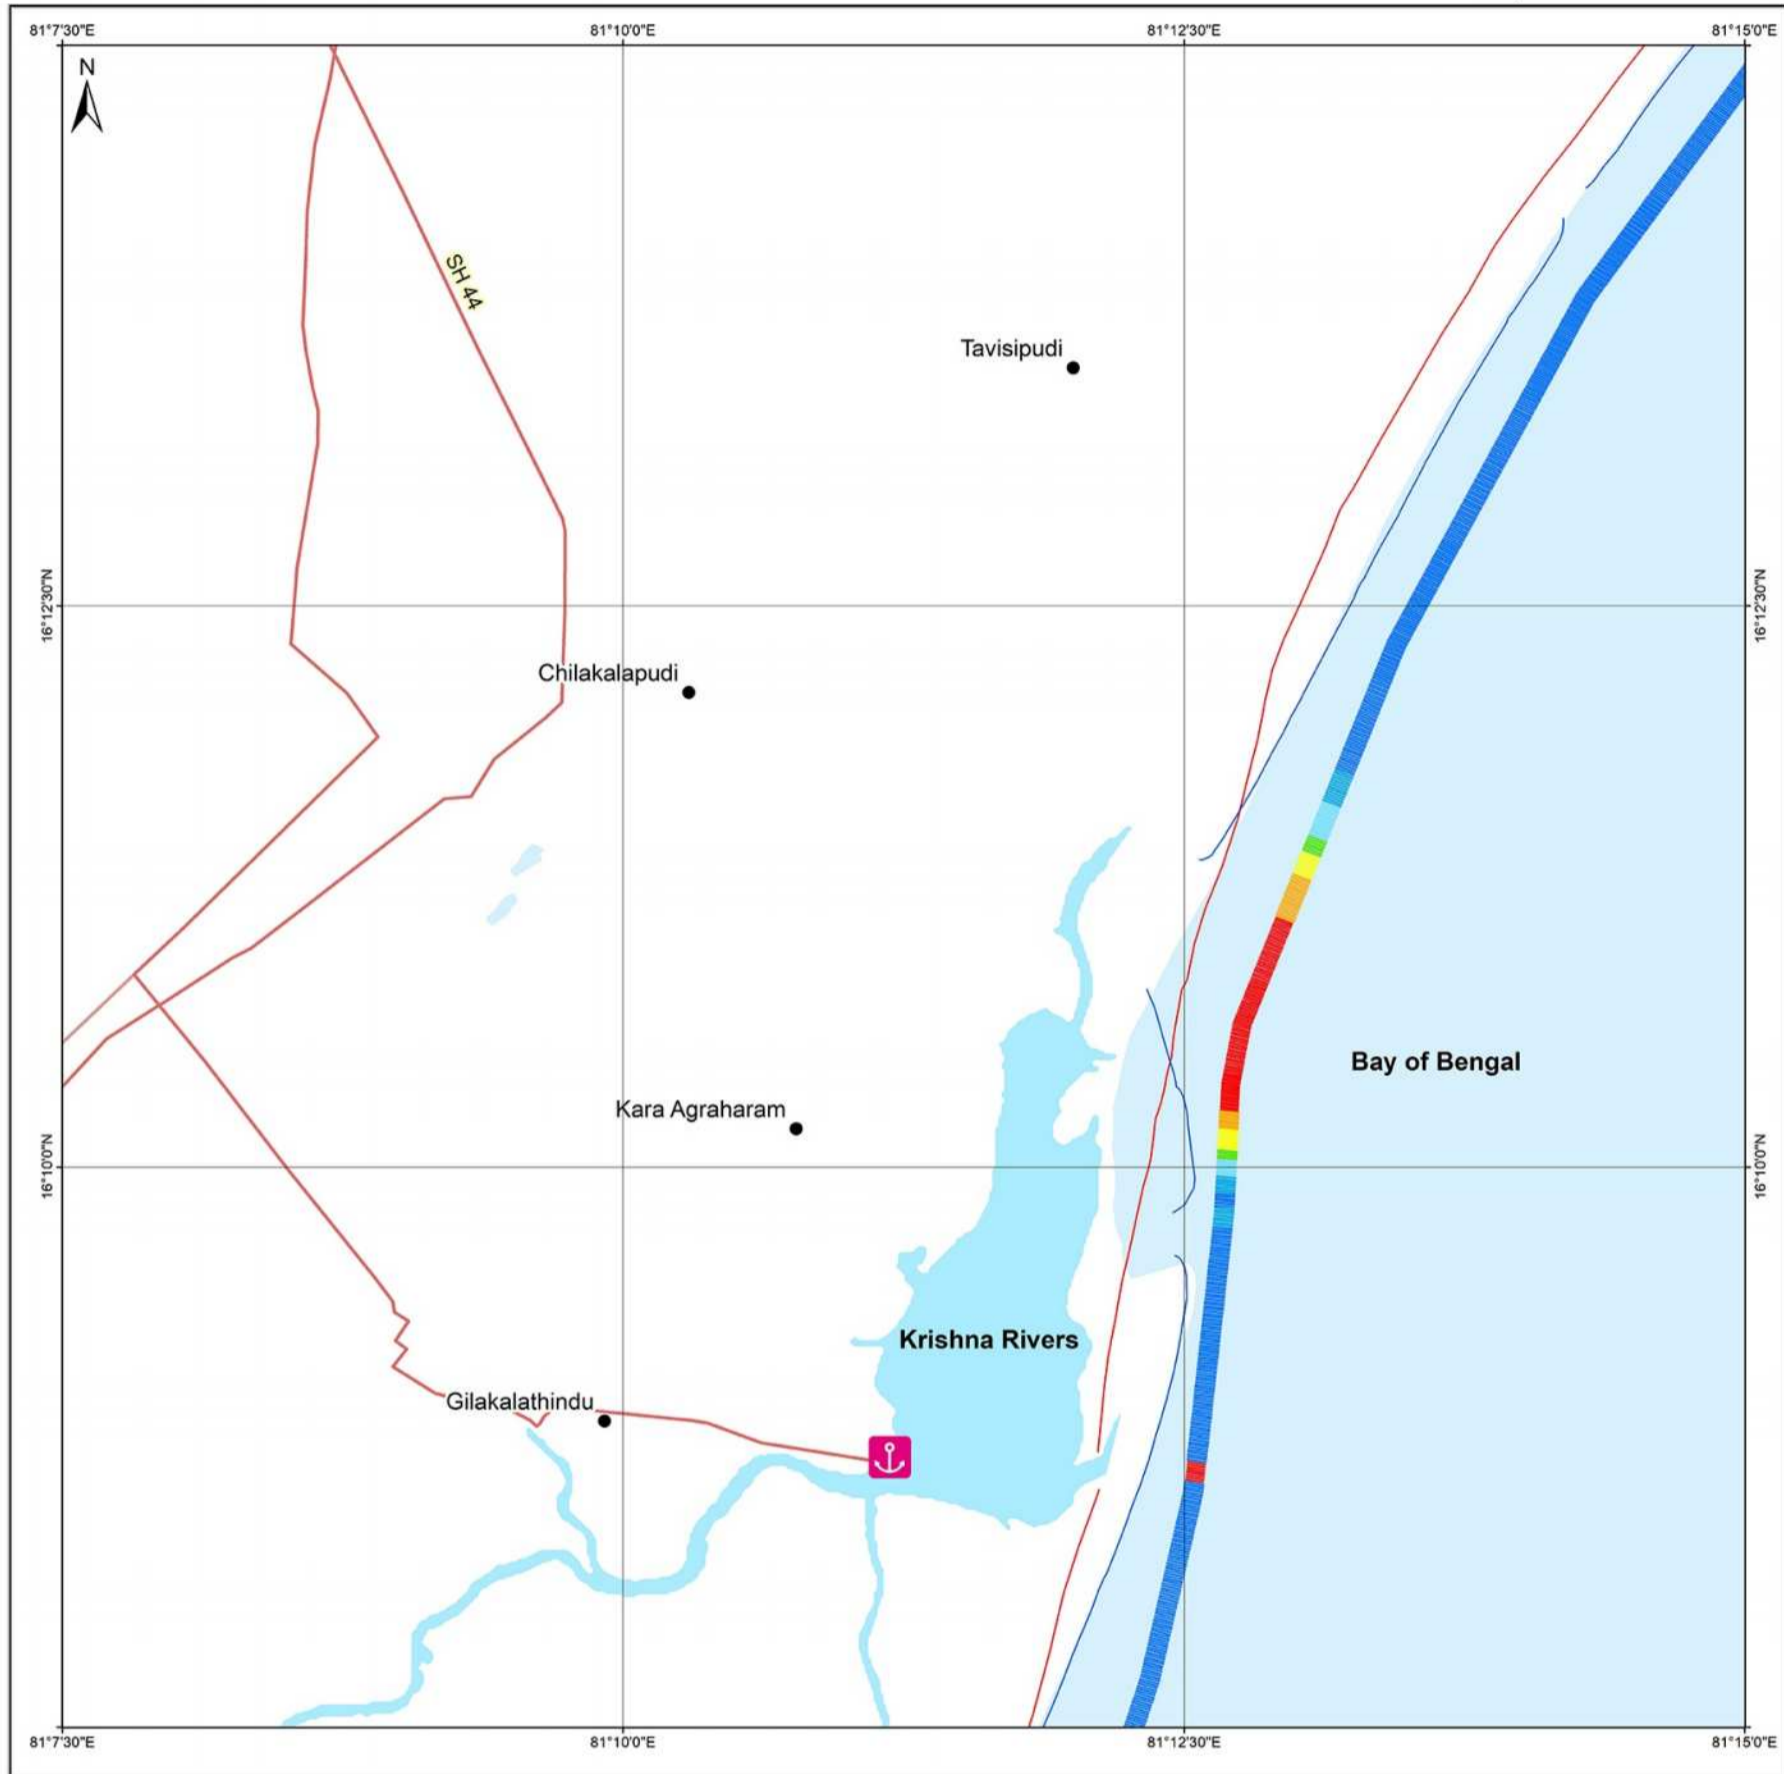 81°7'30"E
81°10'0"E
81°12'30"E
81°15'0"E
N
SH 44
Tavisipudi
16°12'30"N
16°12'30"N
Chilakalapudi
Bay of Bengal
Kara Agraharam
16°10'0"N
16°10'0"N
Krishna Rivers
Gilakalathindu
81°7'30"E
81°10'0"E
81°12'30"E
81°15'0"E